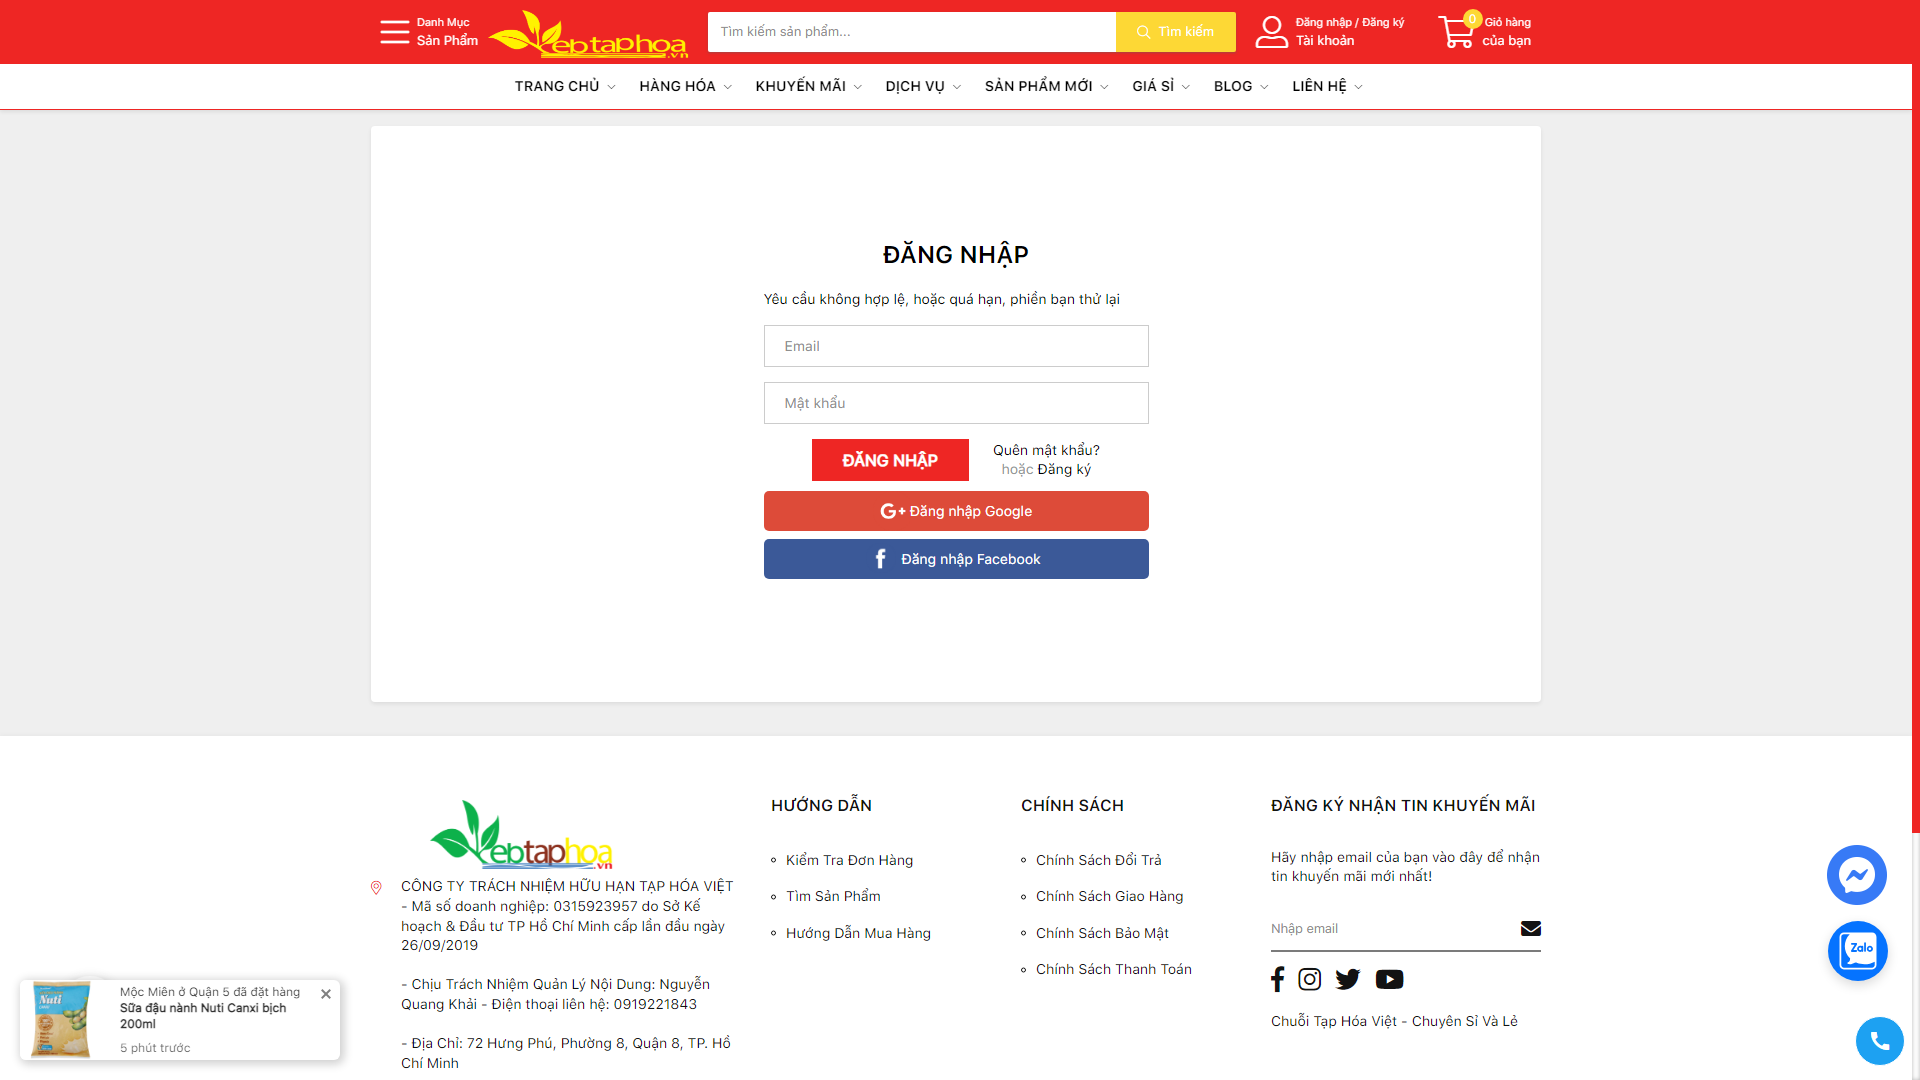 Danh Mục
Sản Phẩm
ebtaphoa
.vn
Tìm kiếm sản phẩm...
Tìm kiếm
Đăng nhập / Đăng ký
Tài khoản
0
Giỏ hàng
của bạn
TRANG CHỦ
HÀNG HÓA
KHUYẾN MÃI
DỊCH VỤ
SẢN PHẨM MỚI
GIÁ SỈ
BLOG
LIÊN HỆ
ĐĂNG NHẬP
Yêu cầu không hợp lệ, hoặc quá hạn, phiền bạn thử lại
Email
Mật khẩu
ĐĂNG NHẬP
Quên mật khẩu?
hoặc Đăng ký
G+ Đăng nhập Google
f Đăng nhập Facebook
ebtaphoa
.vn
CÔNG TY TRÁCH NHIỆM HỮU HẠN TẠP HÓA VIỆT
- Mã số doanh nghiệp: 0315923957 do Sở Kế
hoạch & Đầu tư TP Hồ Chí Minh cấp lần đầu ngày
26/09/2019
- Chịu Trách Nhiệm Quản Lý Nội Dung: Nguyễn
Quang Khải - Điện thoại liên hệ: 0919221843
- Địa Chỉ: 72 Hưng Phú, Phường 8, Quận 8, TP. Hồ
Chí Minh
HƯỚNG DẪN
Kiểm Tra Đơn Hàng
Tìm Sản Phẩm
Hướng Dẫn Mua Hàng
CHÍNH SÁCH
Chính Sách Đổi Trả
Chính Sách Giao Hàng
Chính Sách Bảo Mật
Chính Sách Thanh Toán
ĐĂNG KÝ NHẬN TIN KHUYẾN MÃI
Hãy nhập email của bạn vào đây để nhận
tin khuyến mãi mới nhất!
Nhập email
Chuỗi Tạp Hóa Việt - Chuyên Sỉ Và Lẻ
Zalo
Nuti
Mộc Miên ở Quận 5 đã đặt hàng
Sữa đậu nành Nuti Canxi bịch
200ml
5 phút trước